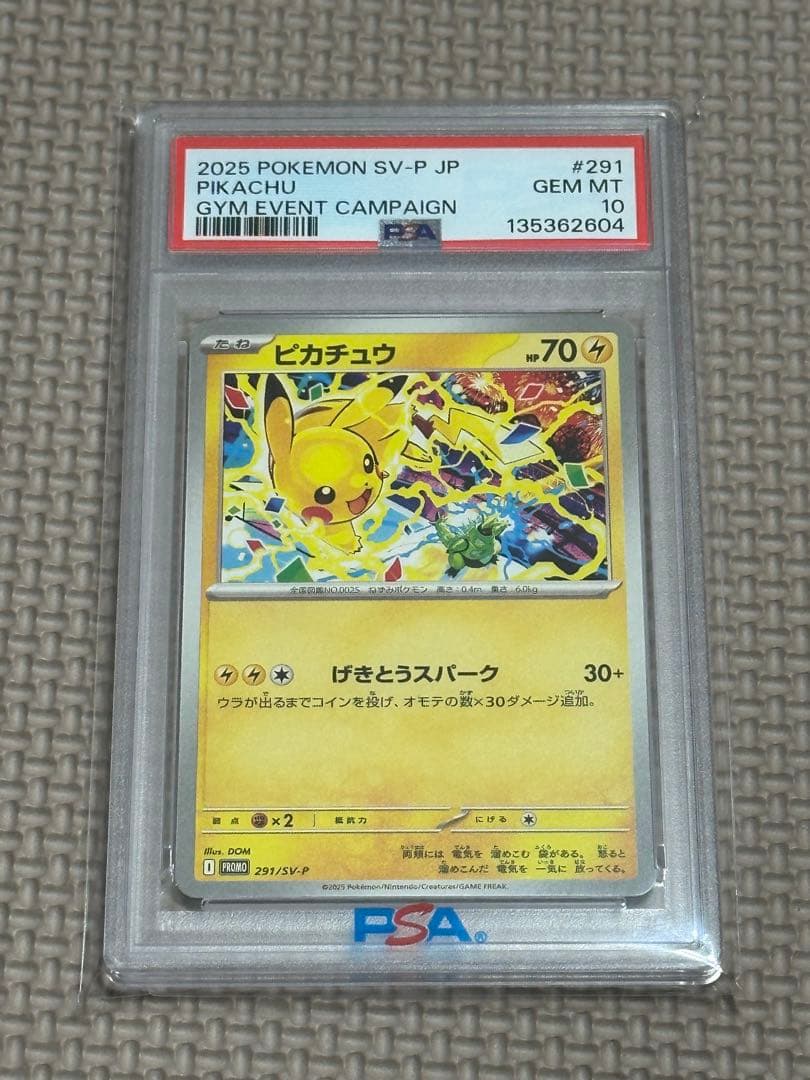 2025 POKEMON SV-P JP #291
PIKACHU GEM MT
GYM EVENT CAMPAIGN 10
PSA 135362604
たね ピカチュウ HP70
全国図鑑NO.0025 ねずみポケモン 高さ:0.4m 重さ:6.0kg
げきとうスパーク 30+
ウラが出るまでコインを投げ、オモテの数×30ダメージ追加。
弱点 ×2 抵抗力 にげる
Illus. DOM
両頬には 電気を 溜めこむ 袋がある。 怒ると
溜めこんだ 電気を 一気に 放ってくる。
I PROMO 291/SV-P
©2025 Pokémon/Nintendo/Creatures/GAME FREAK.
PSA®